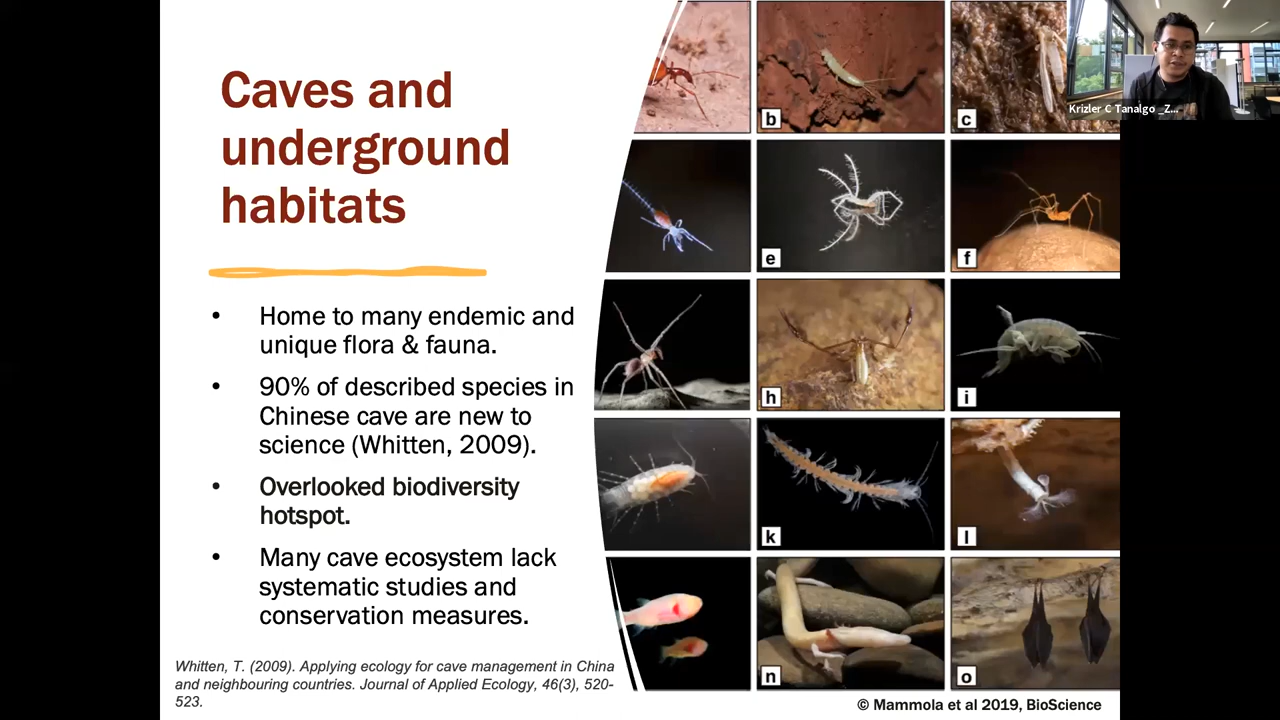 Caves and
underground
habitats
• Home to many endemic and
unique flora & fauna.
• 90% of described species in
Chinese cave are new to
science (Whitten, 2009).
• Overlooked biodiversity
hotspot.
• Many cave ecosystem lack
systematic studies and
conservation measures.
Whitten, T. (2009). Applying ecology for cave management in China
and neighbouring countries. Journal of Applied Ecology, 46(3), 520-
523.
b
c
e
f
h
i
k
l
n
o
© Mammola et al 2019, BioScience
Krizler C Tanalgo _Z...